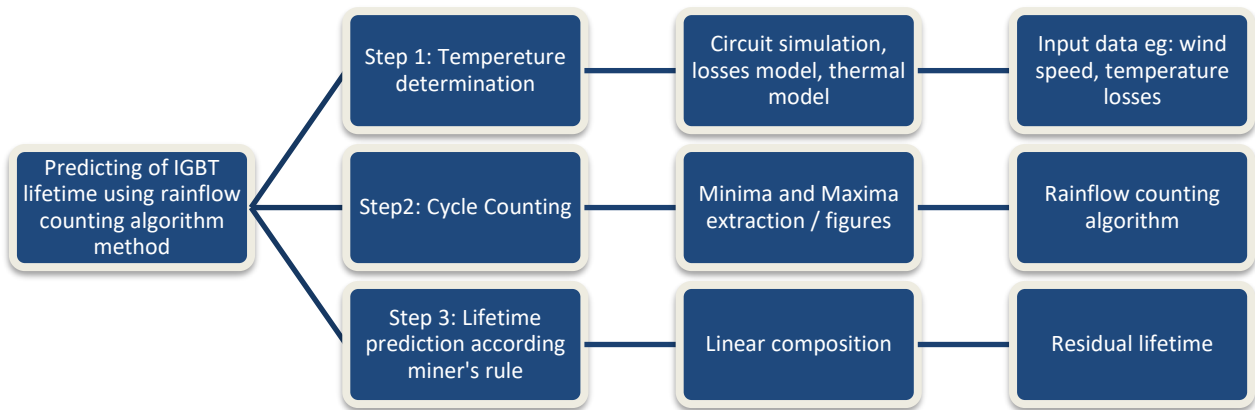 Predicting of IGBT
lifetime using rainflow
counting algorithm
method
Step 1: Tempereture
determination
Circuit simulation,
losses model, thermal
model
Input data eg: wind
speed, temperature
losses
Step2: Cycle Counting
Minima and Maxima
extraction / figures
Rainflow counting
algorithm
Step 3: Lifetime
prediction according
miner's rule
Linear composition
Residual lifetime